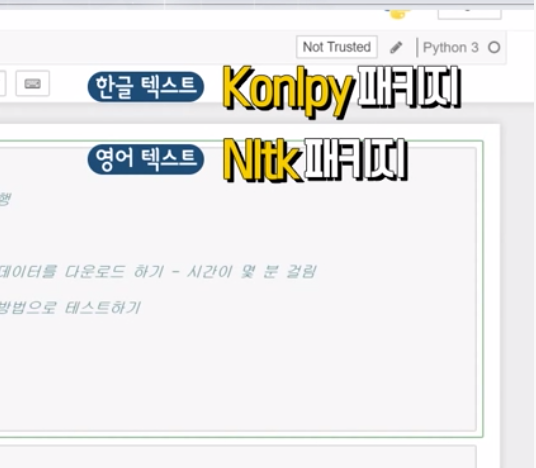 Not Trusted Python 3
한글 텍스트 Konlpy 패키지
영어 텍스트 Nltk 패키지
행
데이터를 다운로드 하기 - 시간이 몇 분 걸림
방법으로 테스트하기